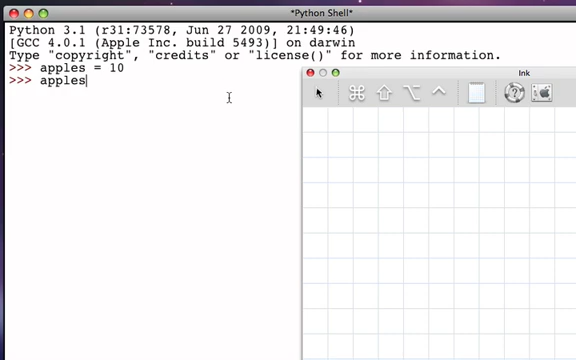 *Python Shell*
Python 3.1 (r31:73578, Jun 27 2009, 21:49:46)
[GCC 4.0.1 (Apple Inc. build 5493)] on darwin
Type "copyright", "credits" or "license()" for more information.
>>> apples = 10
>>> apples
Ink